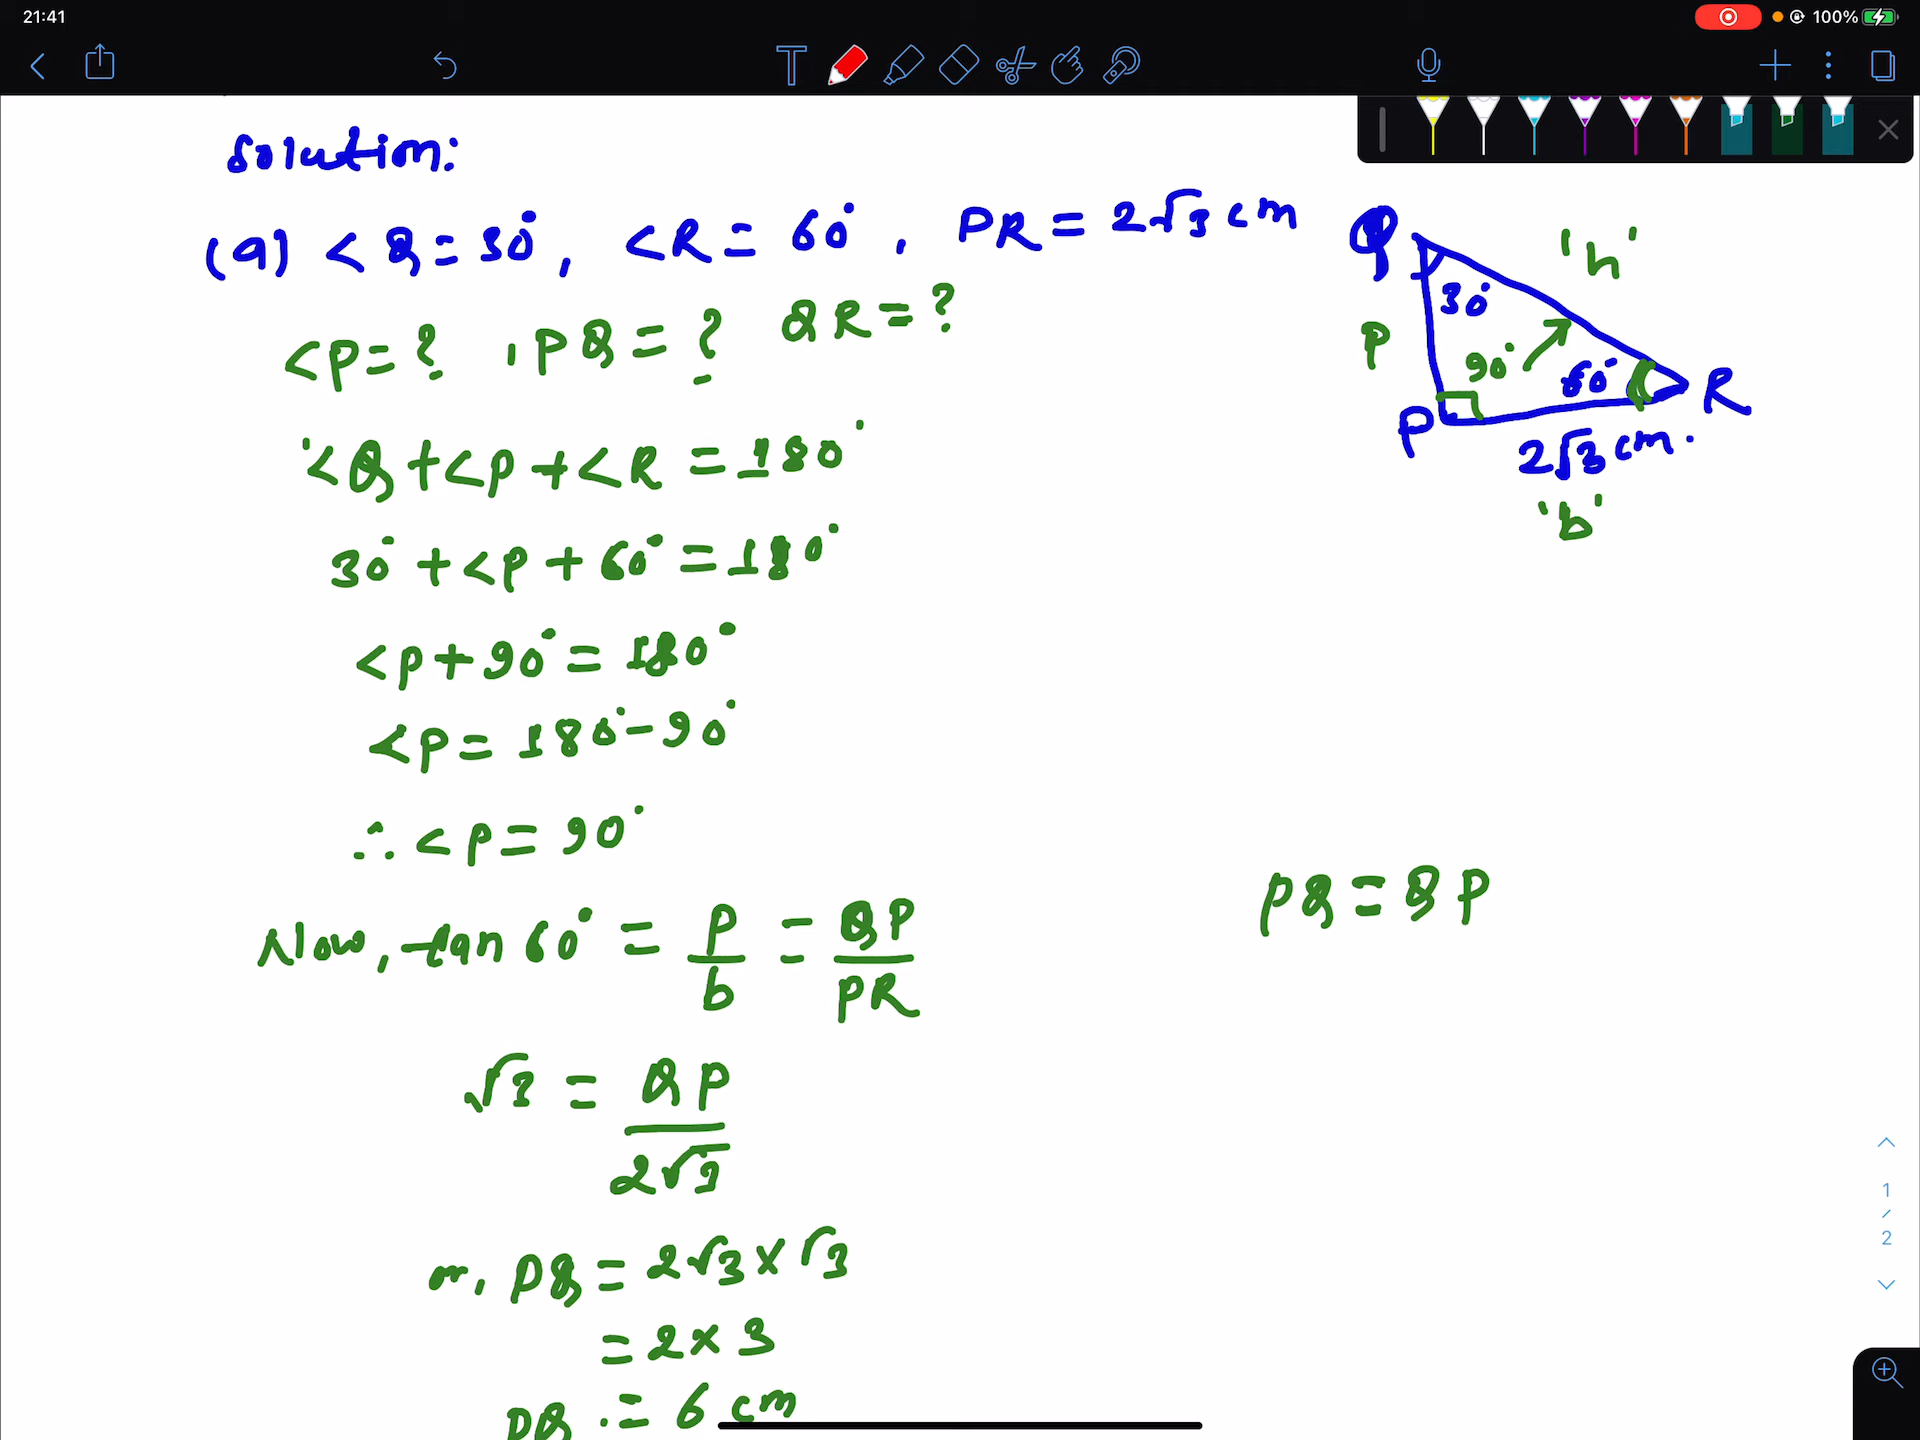 21:41
100%
Solution:
(a) <Q = 30°, <R = 60°, PR = 2√3 cm
<P = ?, PQ = ? QR = ?
<Q + <P + <R = 180°
30° + <P + 60° = 180°
<P + 90° = 180°
<P = 180° - 90°
∴ <P = 90°
Now, tan 60° = p/b = QP/PR
√3 = QP/2√3
or, PQ = 2√3 × √3
= 2 × 3
PQ = 6 cm
Q
'h'
30°
p
90°
60°
R
P
2√3 cm.
'b'
PQ = QP
1
/
2